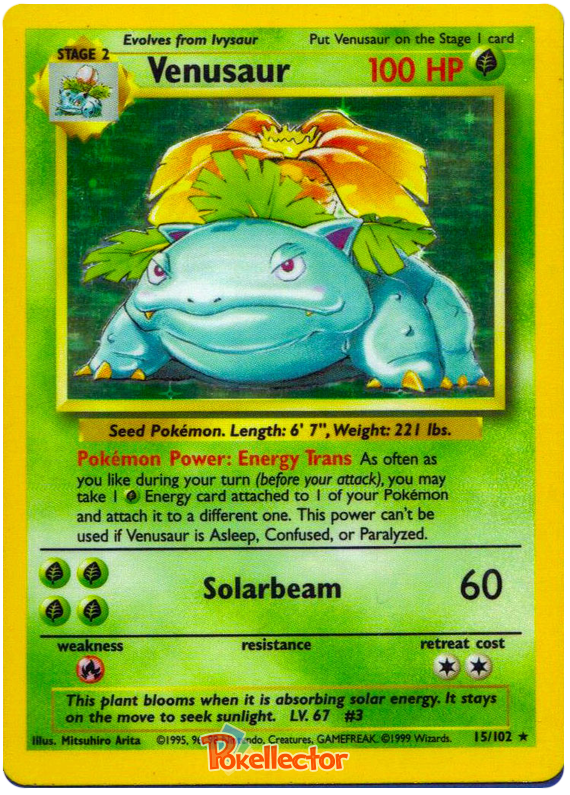 Evolves from Ivysaur Put Venusaur on the Stage 1 card
STAGE 2
Venusaur 100 HP
Seed Pokémon. Length: 6' 7", Weight: 221 lbs.
Pokémon Power: Energy Trans As often as
you like during your turn (before your attack), you may
take 1 Energy card attached to 1 of your Pokémon
and attach it to a different one. This power can't be
used if Venusaur is Asleep, Confused, or Paralyzed.
Solarbeam 60
weakness resistance retreat cost
This plant blooms when it is absorbing solar energy. It stays
on the move to seek sunlight. LV. 67 #3
Illus. Mitsuhiro Arita ©1995, 96, Creatures, GAMEFREAK. ©1999 Wizards. 15/102 ★
Pokellector